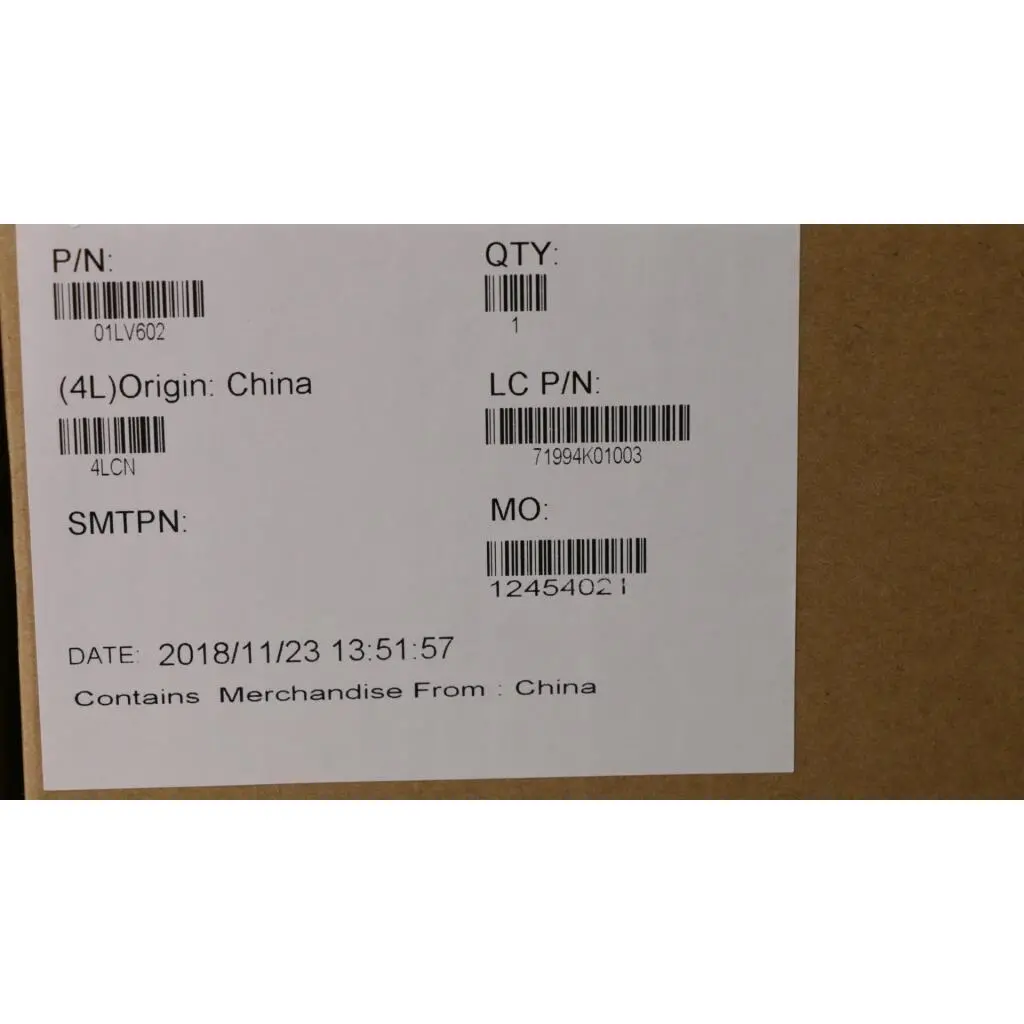 P/N:
01LV602
QTY:
1
(4L)Origin: China
4LCN
LC P/N:
71994K01003
SMTPN:
MO:
12454021
DATE: 2018/11/23 13:51:57
Contains Merchandise From : China